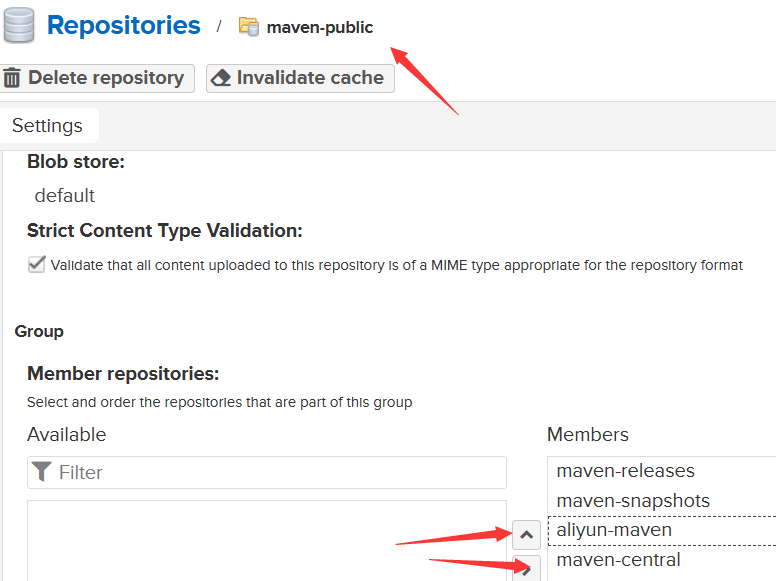 Repositories / maven-public
Delete repository Invalidate cache
Settings
Blob store:
default
Strict Content Type Validation:
Validate that all content uploaded to this repository is of a MIME type appropriate for the repository format
Group
Member repositories:
Select and order the repositories that are part of this group
Available
Filter
Members
maven-releases
maven-snapshots
aliyun-maven
maven-central